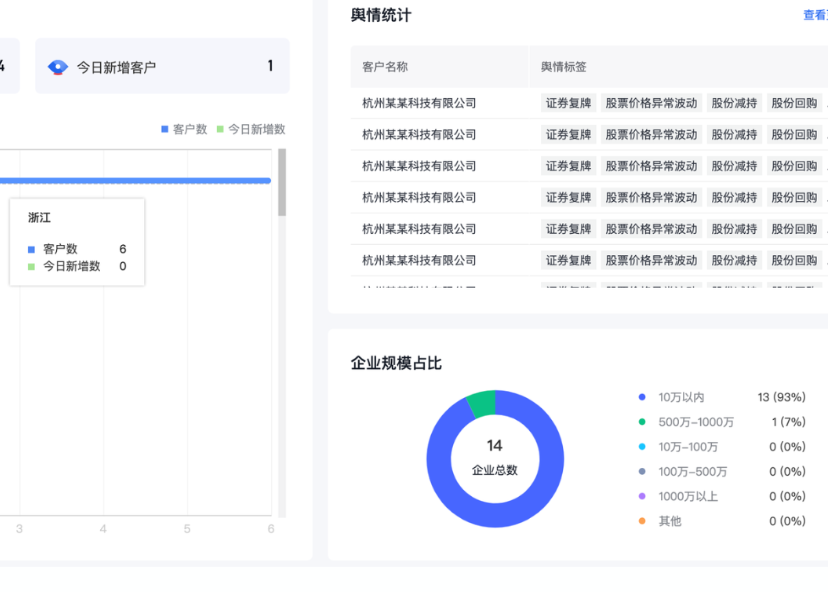 4
今日新增客户 1
客户数 今日新增数
浙江
客户数 6
今日新增数 0
3 4 5 6
舆情统计 查看
客户名称 舆情标签
杭州某某科技有限公司 证券复牌 股票价格异常波动 股份减持 股份回购
杭州某某科技有限公司 证券复牌 股票价格异常波动 股份减持 股份回购
杭州某某科技有限公司 证券复牌 股票价格异常波动 股份减持 股份回购
杭州某某科技有限公司 证券复牌 股票价格异常波动 股份减持 股份回购
杭州某某科技有限公司 证券复牌 股票价格异常波动 股份减持 股份回购
杭州某某科技有限公司 证券复牌 股票价格异常波动 股份减持 股份回购
企业规模占比
14
企业总数
10万以内 13 (93%)
500万-1000万 1 (7%)
10万-100万 0 (0%)
100万-500万 0 (0%)
1000万以上 0 (0%)
其他 0 (0%)